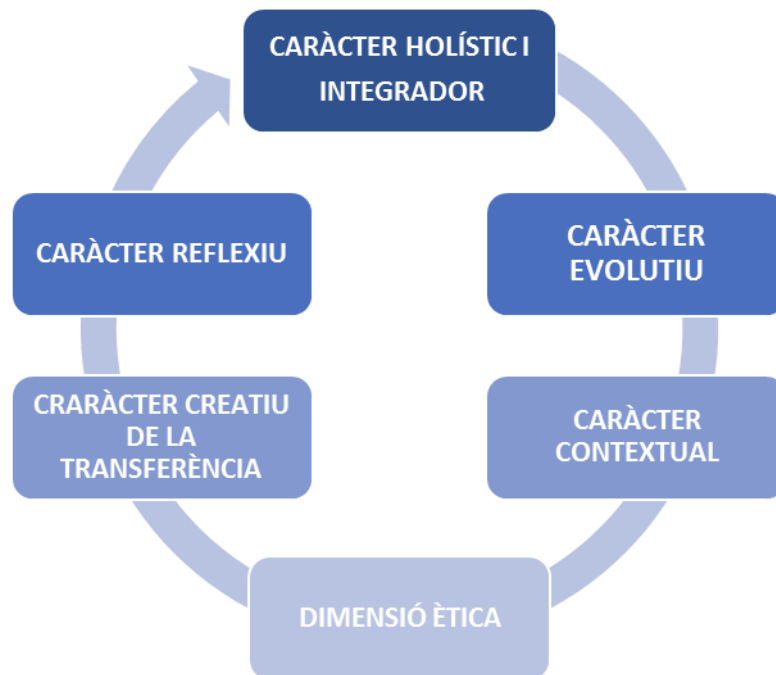 CARÀCTER HOLÍSTIC I
INTEGRADOR
CARÀCTER
EVOLUTIU
CARÀCTER
CONTEXTUAL
DIMENSIÓ ÈTICA
CRARÀCTER CREATIU
DE LA
TRANSFERÈNCIA
CARÀCTER REFLEXIU